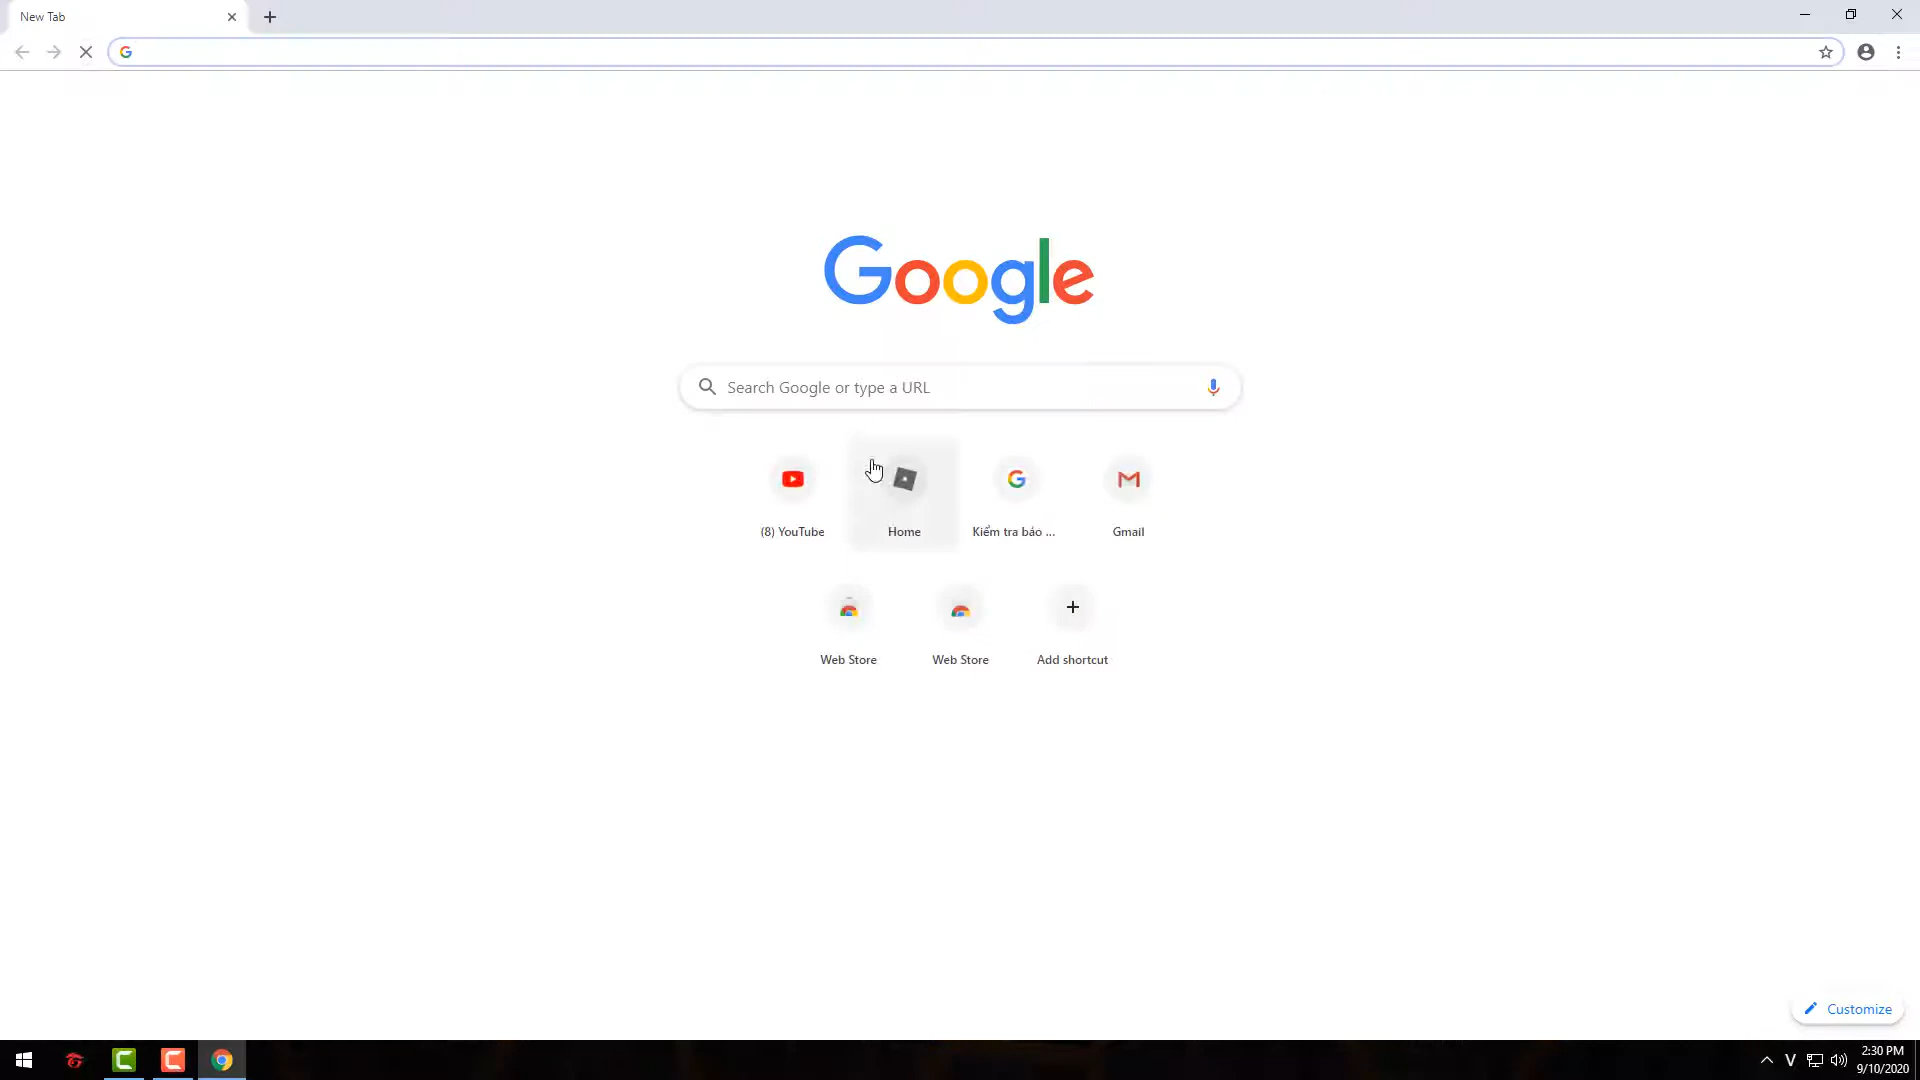 New Tab
Google
Search Google or type a URL
(8) YouTube
Home
Kiểm tra báo ...
Gmail
Web Store
Web Store
Add shortcut
Customize
V
2:30 PM
9/10/2020